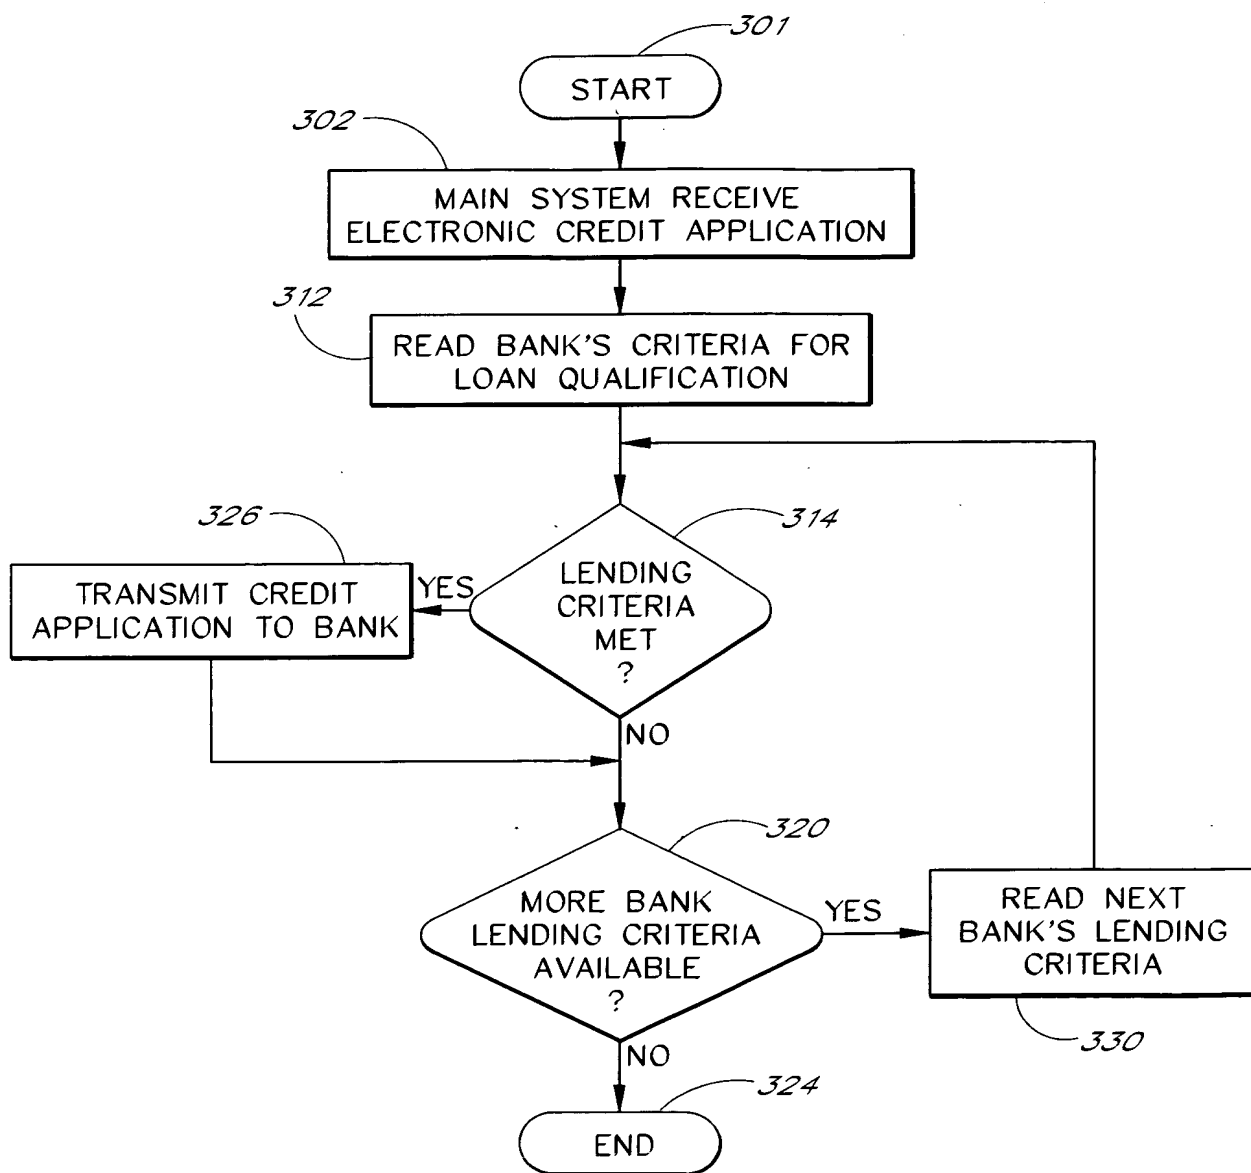 301
START
302
MAIN SYSTEM RECEIVE
ELECTRONIC CREDIT APPLICATION
312
READ BANK'S CRITERIA FOR
LOAN QUALIFICATION
326
314
TRANSMIT CREDIT
APPLICATION TO BANK
YES
LENDING
CRITERIA
MET
?
NO
320
MORE BANK
LENDING CRITERIA
AVAILABLE
?
YES
READ NEXT
BANK'S LENDING
CRITERIA
330
NO
324
END